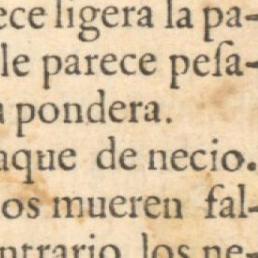 ece ligera la pa-
le parece peſa-
a pondera.
aque de necio.
os mueren fal-
ntrario, los ne-